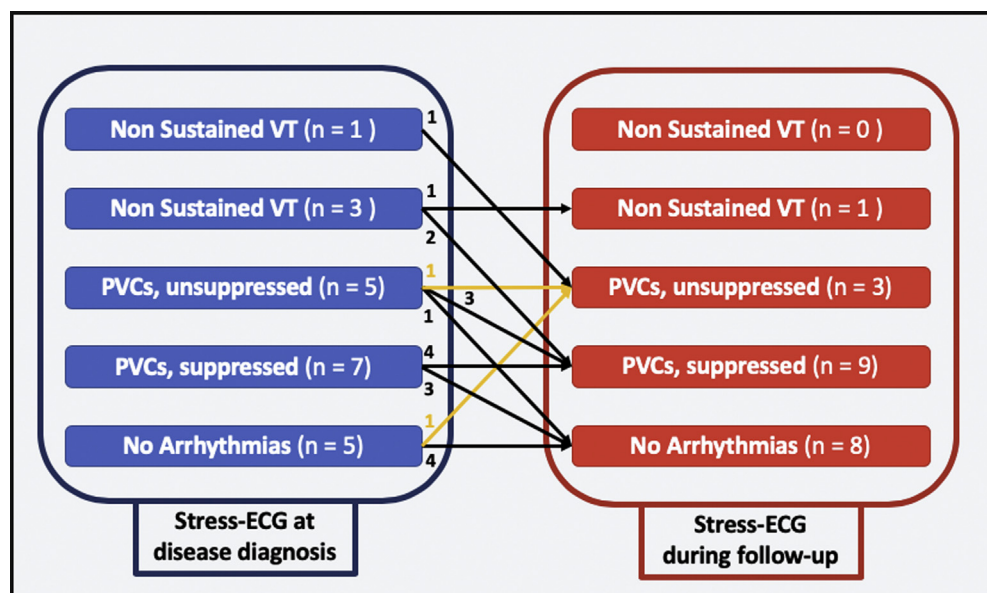 Non Sustained VT (n = 1 )
Non Sustained VT (n = 3 )
PVCs, unsuppressed (n = 5)
PVCs, suppressed (n = 7)
No Arrhythmias (n = 5)
Stress-ECG at
disease diagnosis
1
1
2
1
3
1
4
3
1
4
Non Sustained VT (n = 0 )
Non Sustained VT (n = 1 )
PVCs, unsuppressed (n = 3)
PVCs, suppressed (n = 9)
No Arrhythmias (n = 8)
Stress-ECG
during follow-up